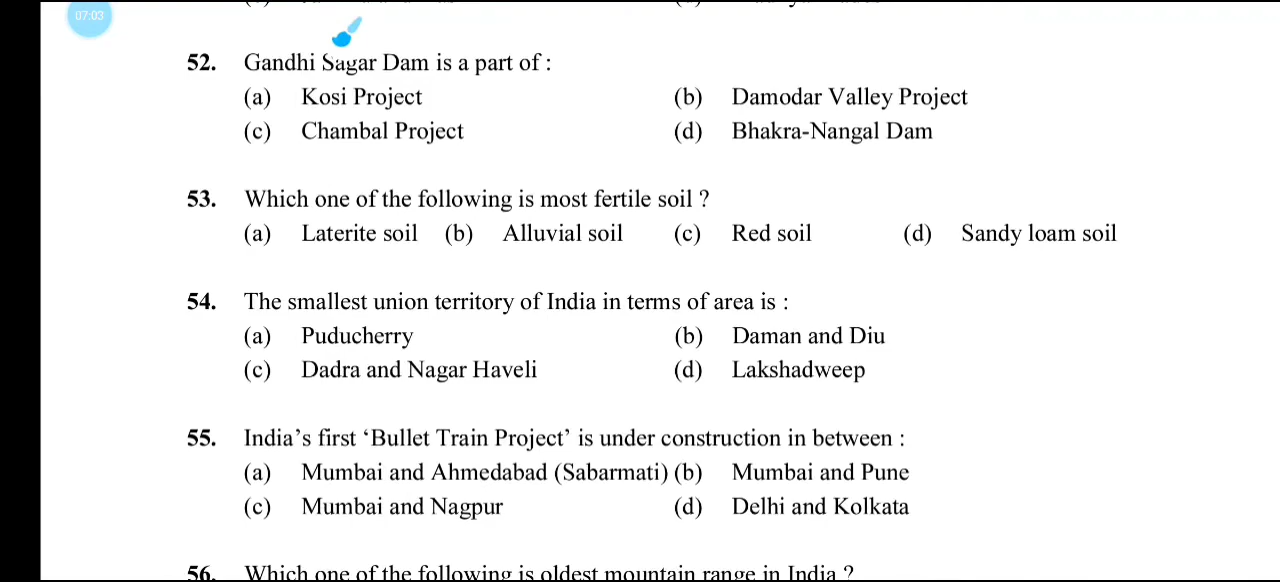 07:03
52. Gandhi Sagar Dam is a part of :
(a) Kosi Project (b) Damodar Valley Project
(c) Chambal Project (d) Bhakra-Nangal Dam
53. Which one of the following is most fertile soil ?
(a) Laterite soil (b) Alluvial soil (c) Red soil (d) Sandy loam soil
54. The smallest union territory of India in terms of area is :
(a) Puducherry (b) Daman and Diu
(c) Dadra and Nagar Haveli (d) Lakshadweep
55. India’s first ‘Bullet Train Project’ is under construction in between :
(a) Mumbai and Ahmedabad (Sabarmati) (b) Mumbai and Pune
(c) Mumbai and Nagpur (d) Delhi and Kolkata
56. Which one of the following is oldest mountain range in India ?